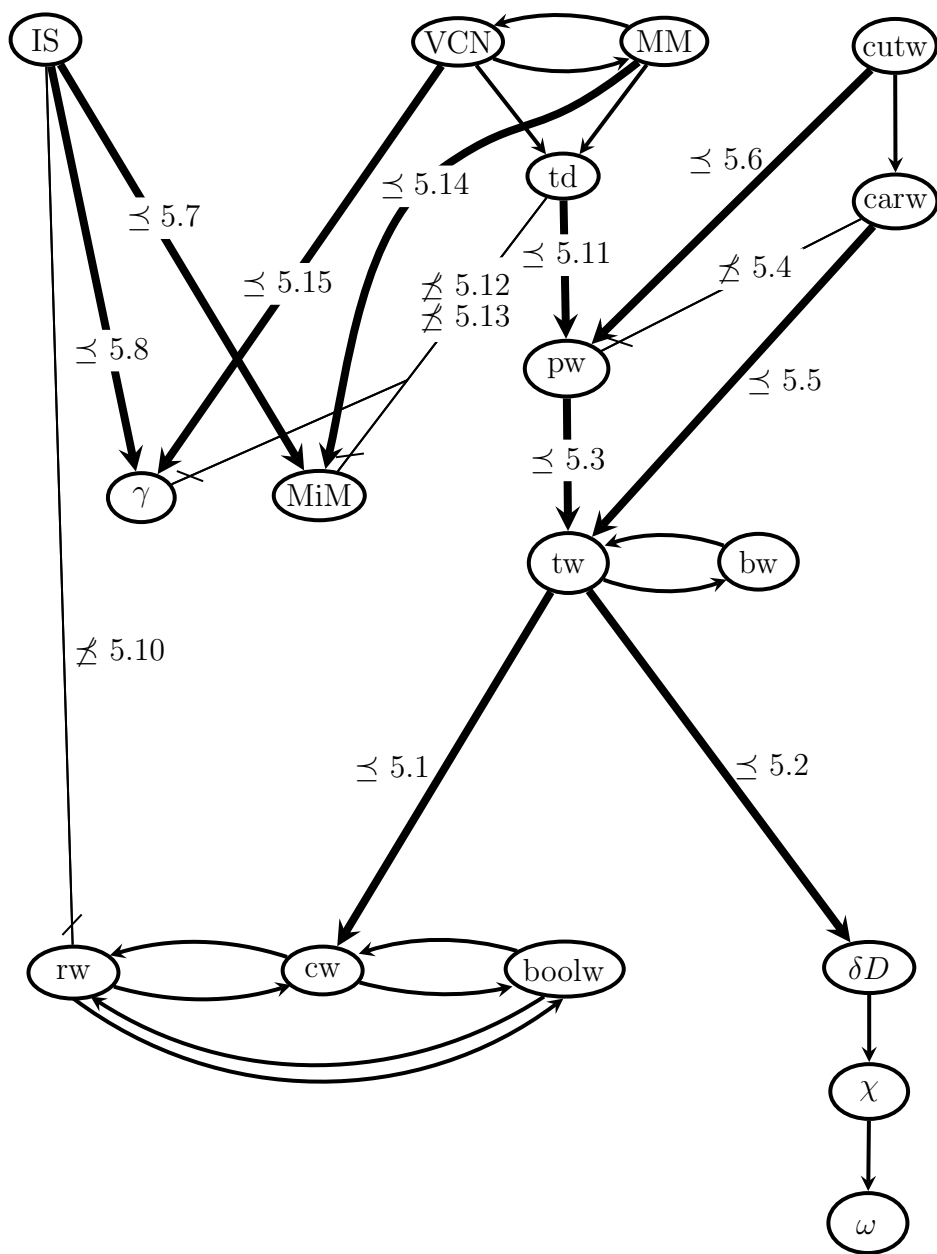 IS
VCN
MM
cutw
⪯ 5.6
td
⪯ 5.14
carw
⪯ 5.7
⪯ 5.11
⪯̸ 5.4
⪯ 5.15
⪯̸ 5.12
⪯̸ 5.13
⪯ 5.8
pw
⪯ 5.5
⪯ 5.3
γ
MiM
tw
bw
⪯̸ 5.10
⪯ 5.1
⪯ 5.2
rw
cw
boolw
δD
χ
ω